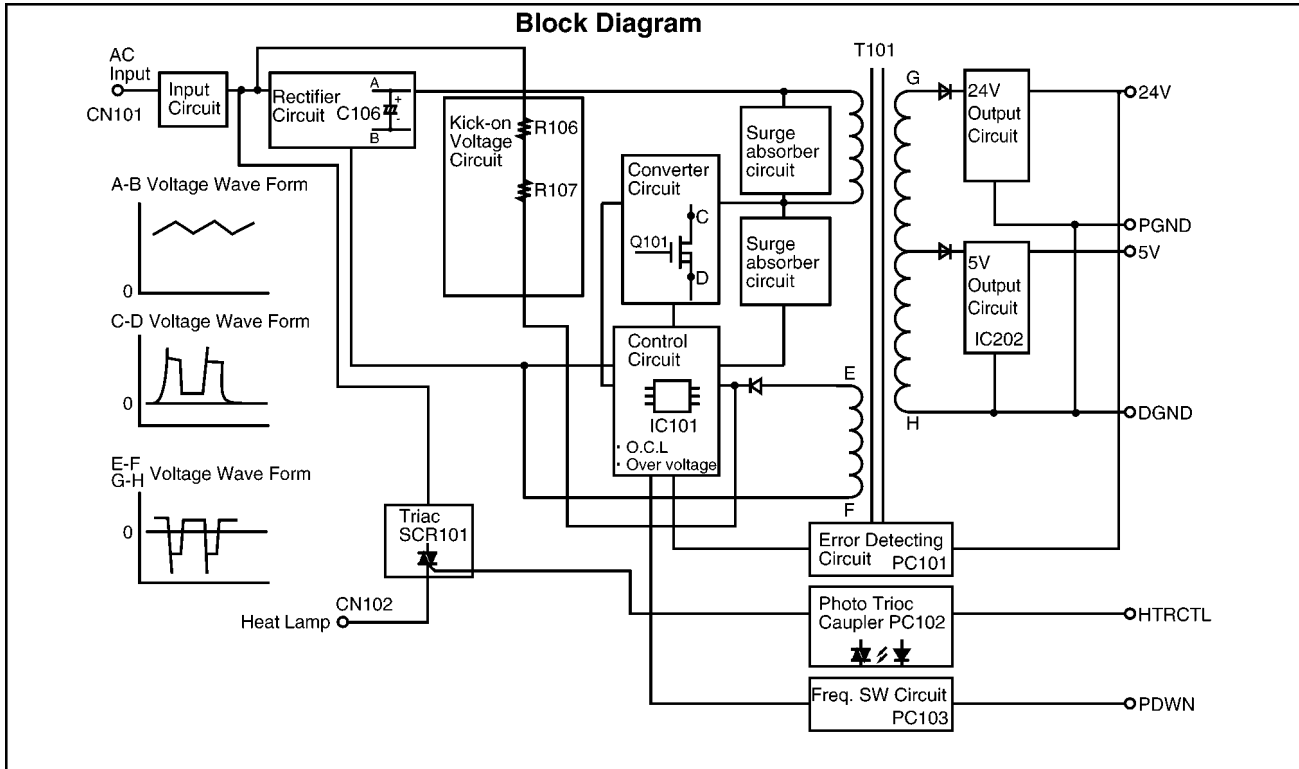 Block Diagram
AC
Input
CN101
Input
Circuit
Rectifier
Circuit
A
C106
+
-
B
Kick-on
Voltage
Circuit
R106
R107
Converter
Circuit
C
Q101
D
Surge
absorber
circuit
Surge
absorber
circuit
T101
G
24V
Output
Circuit
24V
PGND
5V
5V
Output
Circuit
IC202
DGND
H
E
F
Control
Circuit
IC101
· O.C.L
· Over voltage
A-B Voltage Wave Form
0
C-D Voltage Wave Form
0
E-F
G-H Voltage Wave Form
0
Triac
SCR101
CN102
Heat Lamp
Error Detecting
Circuit PC101
Photo Trioc
Caupler PC102
HTRCTL
Freq. SW Circuit
PC103
PDWN